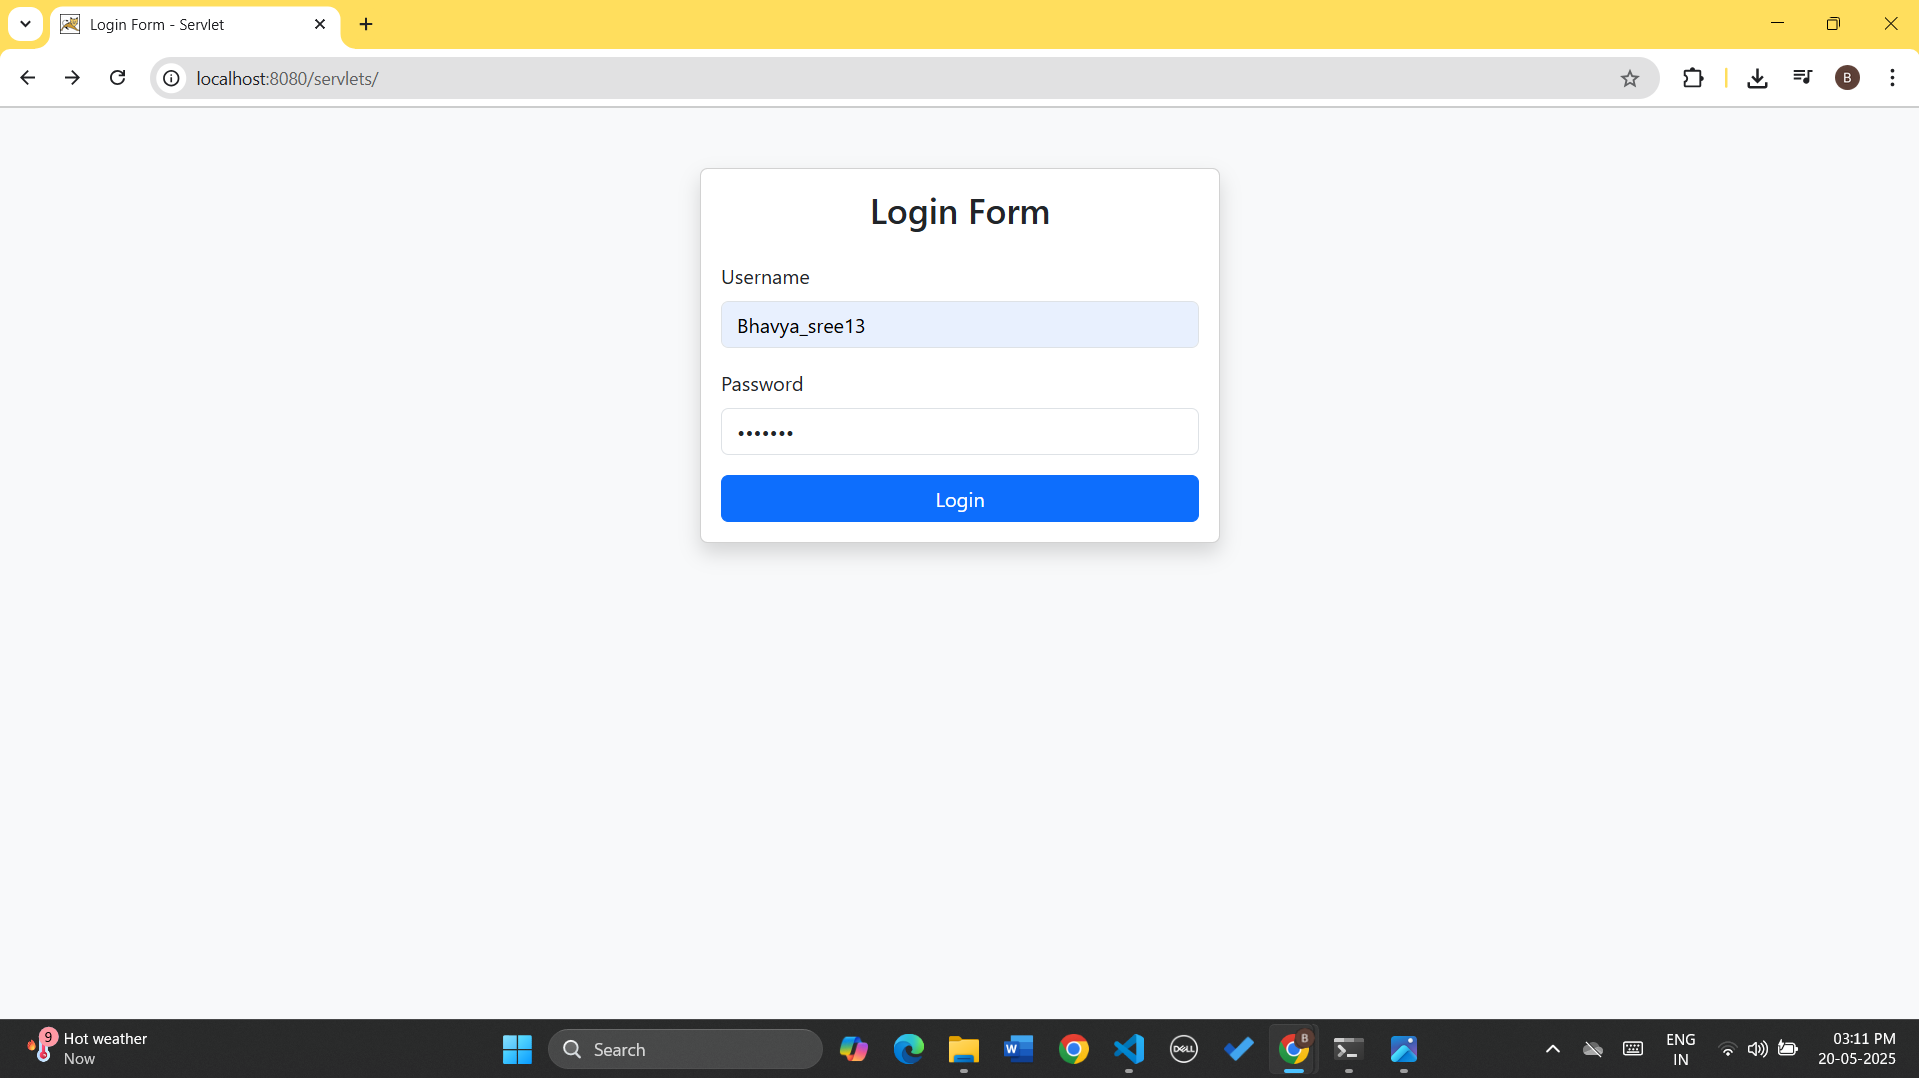 Login Form - Servlet
localhost:8080/servlets/
B
Login Form
Username
Bhavya_sree13
Password
•••••••
Login
9
Hot weather
Now
Search
W
DELL
B
ENG
IN
03:11 PM
20-05-2025